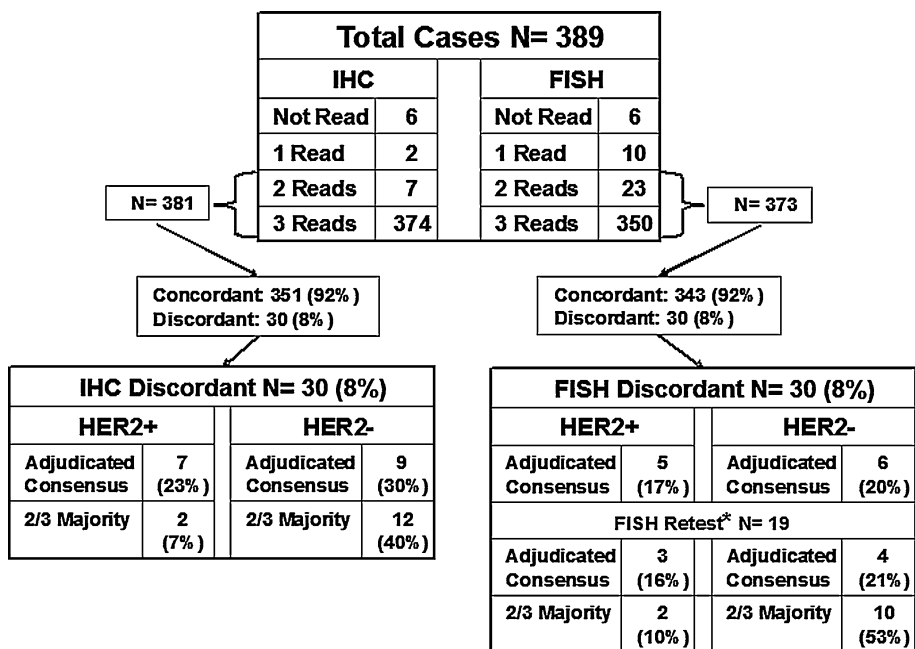 Total Cases N= 389
IHC FISH
Not Read 6 Not Read 6
1 Read 2 1 Read 10
2 Reads 7 2 Reads 23
3 Reads 374 3 Reads 350
N= 381
N= 373
Concordant: 351 (92%)
Discordant: 30 (8%)
Concordant: 343 (92%)
Discordant: 30 (8%)
IHC Discordant N= 30 (8%)
HER2+ HER2-
Adjudicated 7 Adjudicated 9
Consensus (23%) Consensus (30%)
2/3 Majority 2 2/3 Majority 12
(7%) (40%)
FISH Discordant N= 30 (8%)
HER2+ HER2-
Adjudicated 5 Adjudicated 6
Consensus (17%) Consensus (20%)
FISH Retest* N= 19
Adjudicated 3 Adjudicated 4
Consensus (16%) Consensus (21%)
2/3 Majority 2 2/3 Majority 10
(10%) (53%)